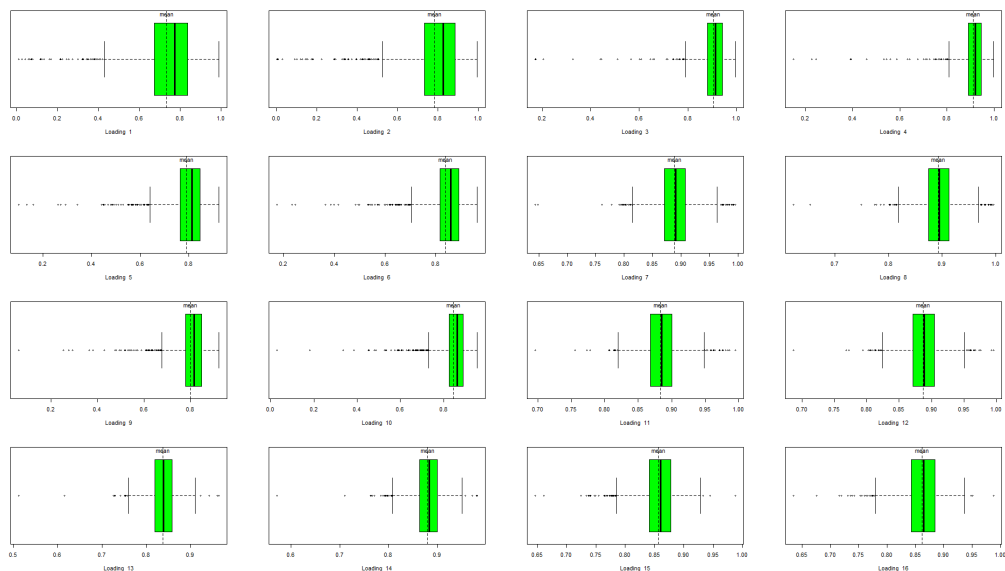 mean mean mean mean
0.0 0.2 0.4 0.6 0.8 1.0 0.0 0.2 0.4 0.6 0.8 1.0 0.2 0.4 0.6 0.8 1.0 0.2 0.4 0.6 0.8 1.0
Loading 1 Loading 2 Loading 3 Loading 4
mean mean mean mean
0.2 0.4 0.6 0.8 0.2 0.4 0.6 0.8 0.65 0.70 0.75 0.80 0.85 0.90 0.95 1.00 0.7 0.8 0.9 1.0
Loading 5 Loading 6 Loading 7 Loading 8
mean mean mean mean
0.2 0.4 0.6 0.8 0.0 0.2 0.4 0.6 0.8 0.70 0.75 0.80 0.85 0.90 0.95 1.00 0.70 0.75 0.80 0.85 0.90 0.95 1.00
Loading 9 Loading 10 Loading 11 Loading 12
mean mean mean mean
0.5 0.6 0.7 0.8 0.9 0.6 0.7 0.8 0.9 0.65 0.70 0.75 0.80 0.85 0.90 0.95 1.00 0.65 0.70 0.75 0.80 0.85 0.90 0.95 1.00
Loading 13 Loading 14 Loading 15 Loading 16